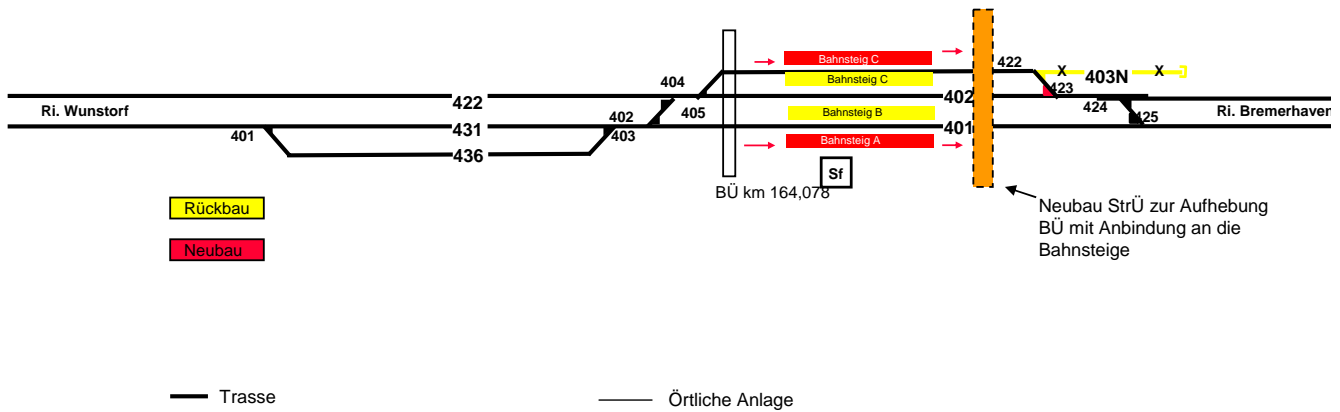 Bahnsteig C
Bahnsteig C
422
X
403N
X
404
423
422
405
402
424
Ri. Wunstorf
Bahnsteig B
Ri. Bremerhaven
402
425
401
431
403
401
436
Bahnsteig A
Sf
BÜ km 164,078
Rückbau
Neubau
Neubau StrÜ zur Aufhebung
BÜ mit Anbindung an die
Bahnsteige
Trasse
Örtliche Anlage